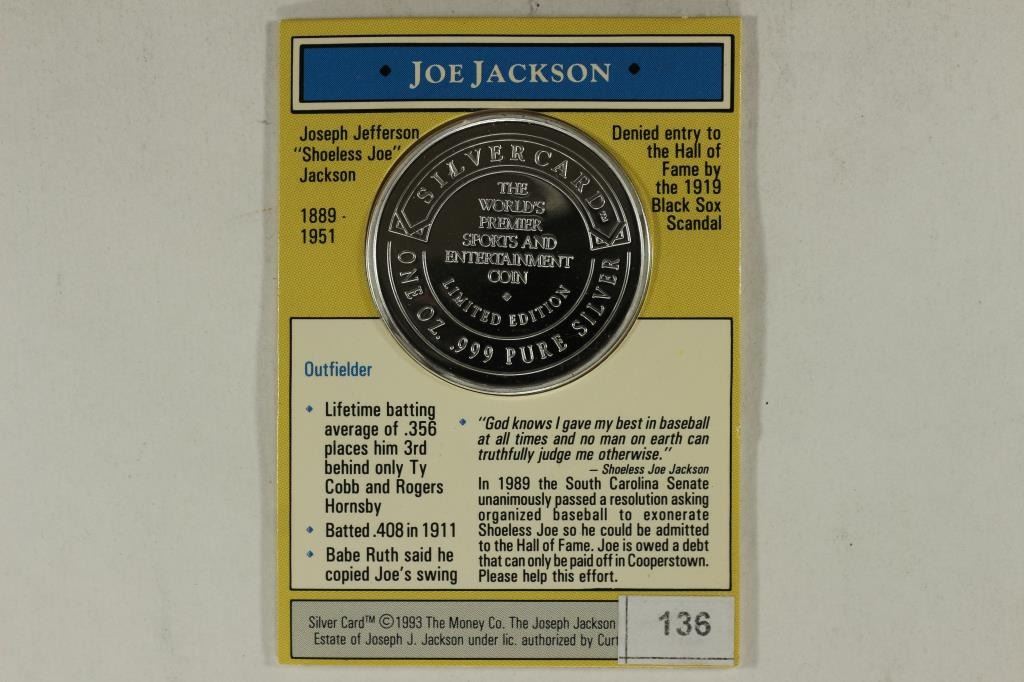 JOE JACKSON
Joseph Jefferson
"Shoeless Joe"
Jackson
1889 -
1951
SILVERCARD™
THE
WORLD'S
PREMIER
SPORTS AND
ENTERTAINMENT
COIN
LIMITED EDITION
ONE OZ. .999 PURE SILVER
Denied entry to
the Hall of
Fame by
the 1919
Black Sox
Scandal
Outfielder
Lifetime batting
average of .356
places him 3rd
behind only Ty
Cobb and Rogers
Hornsby
Batted .408 in 1911
Babe Ruth said he
copied Joe's swing
"God knows I gave my best in baseball
at all times and no man on earth can
truthfully judge me otherwise."
– Shoeless Joe Jackson
In 1989 the South Carolina Senate
unanimously passed a resolution asking
organized baseball to exonerate
Shoeless Joe so he could be admitted
to the Hall of Fame. Joe is owed a debt
that can only be paid off in Cooperstown.
Please help this effort.
Silver Card™ ©1993 The Money Co. The Joseph Jackson
Estate of Joseph J. Jackson under lic. authorized by
136